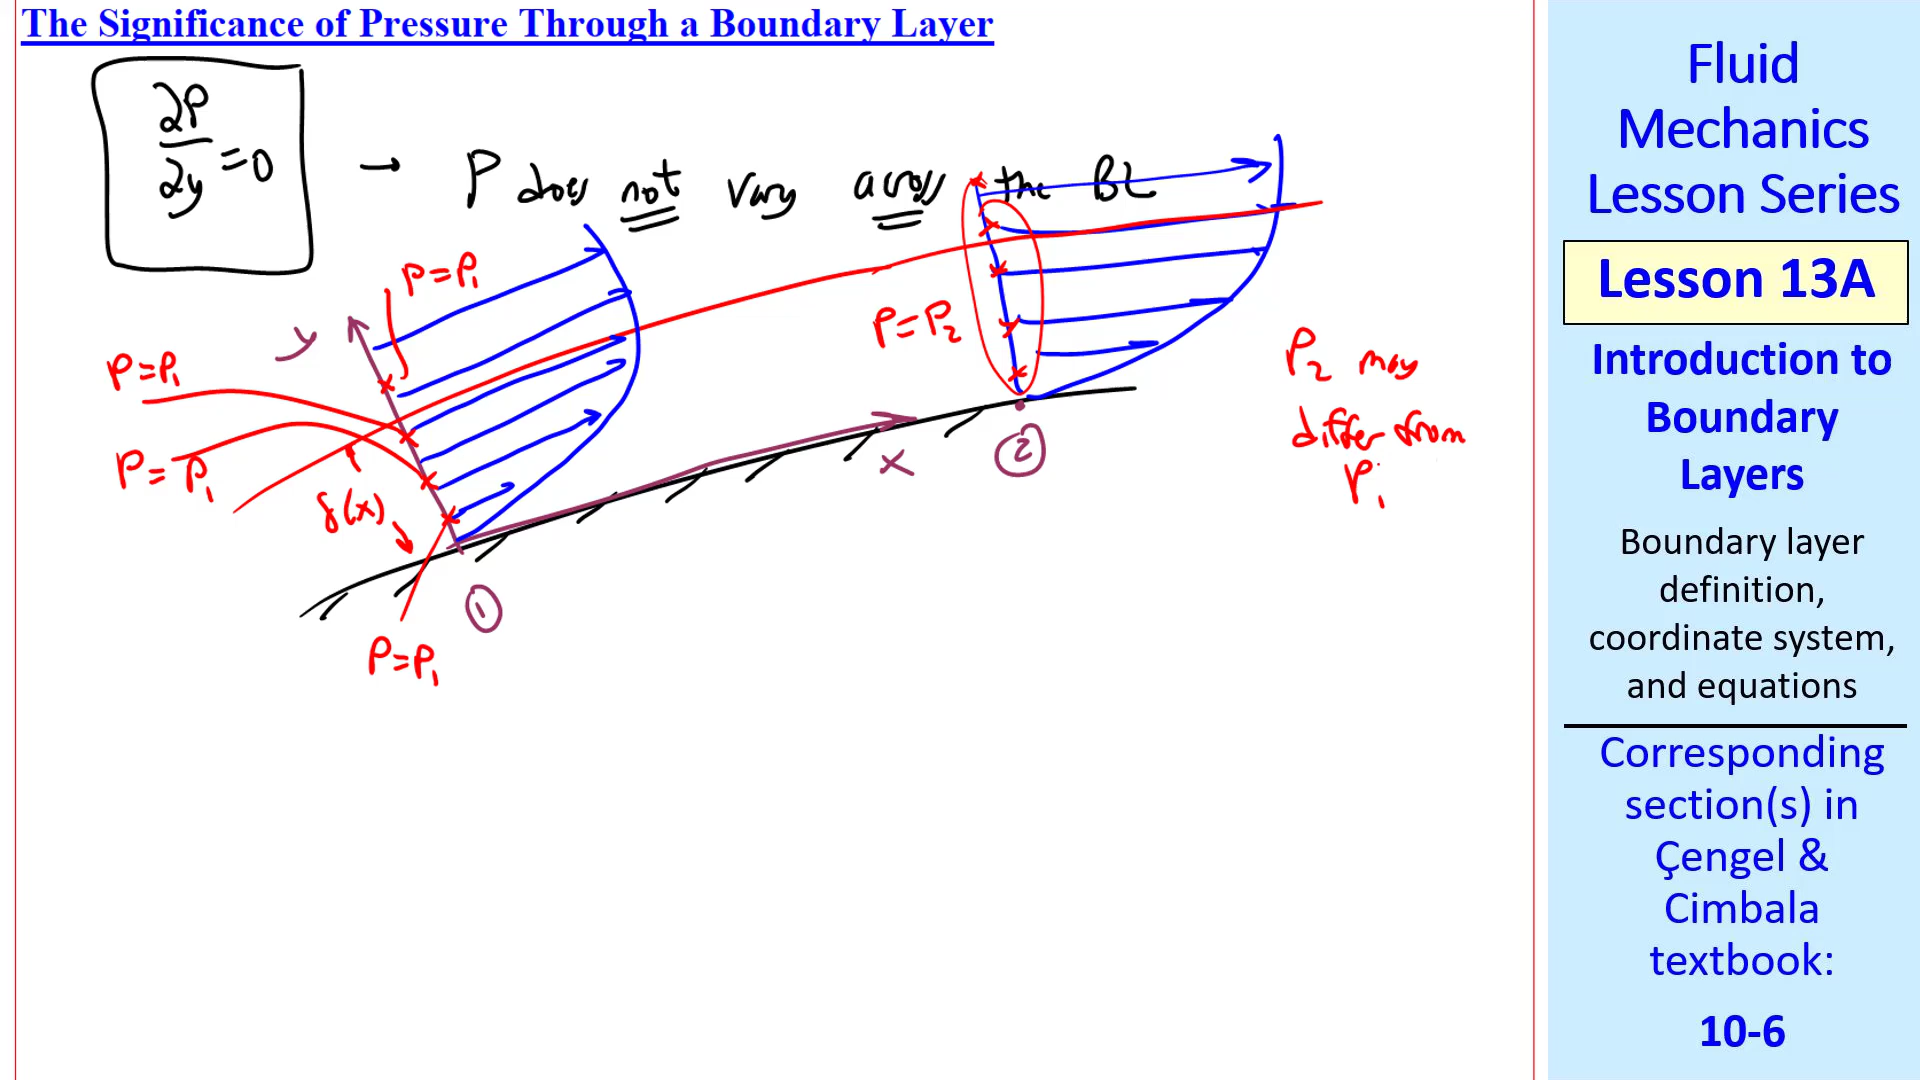 The Significance of Pressure Through a Boundary Layer
∂P/∂y = 0 → P does not vary across the BL
P=P₁
y
P=P₁
P=P₁
δ(x)
P=P₁
①
x
P=P₂
②
P₂ may
differ from
P₁
Fluid
Mechanics
Lesson Series
Lesson 13A
Introduction to
Boundary
Layers
Boundary layer
definition,
coordinate system,
and equations
Corresponding
section(s) in
Çengel &
Cimbala
textbook:
10-6